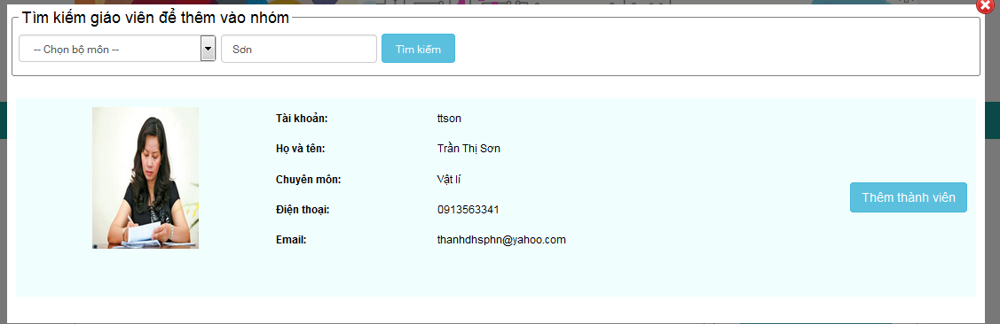 Tìm kiếm giáo viên để thêm vào nhóm
-- Chọn bộ môn --
Sơn
Tìm kiếm
Tài khoản: ttson
Họ và tên: Trần Thị Sơn
Chuyên môn: Vật lí
Điện thoại: 0913563341
Email: thanhdhsphn@yahoo.com
Thêm thành viên